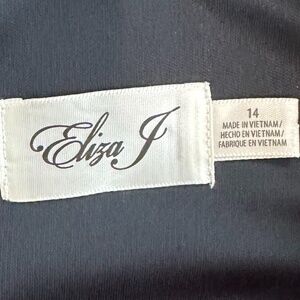 Eliza J
14
MADE IN VIETNAM/
HECHO EN VIETNAM/
FABRIQUE EN VIETNAM